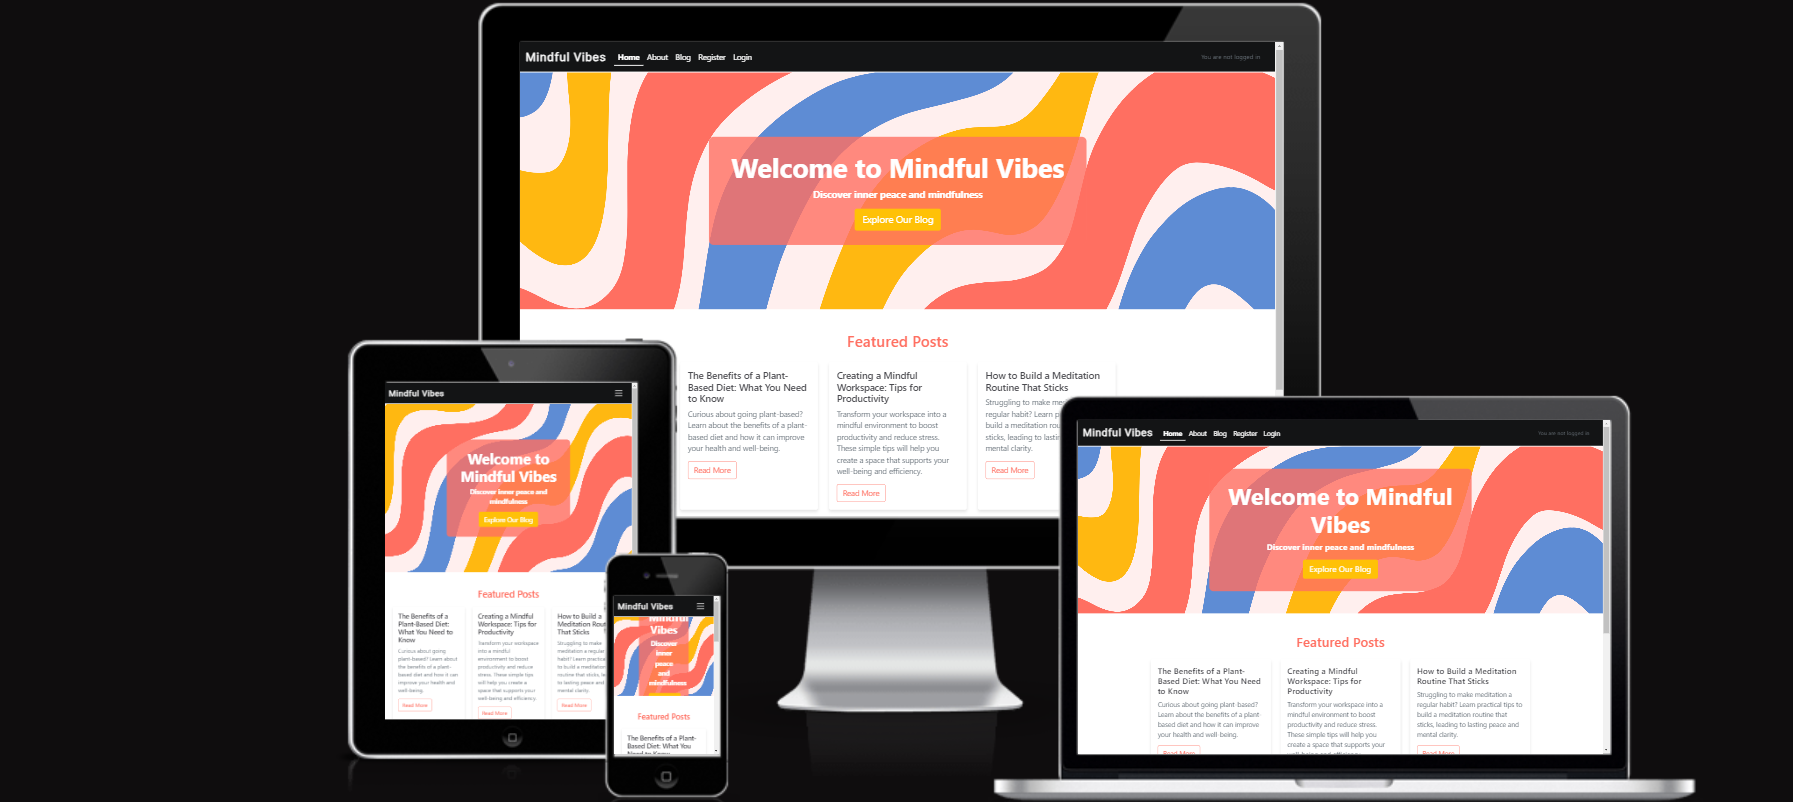 Mindful Vibes Home About Blog Register Login You are not logged in
Welcome to Mindful Vibes
Discover inner peace and mindfulness
Explore Our Blog
Featured Posts
The Benefits of a Plant-
Based Diet: What You Need
to Know
Curious about going plant-based?
Learn about the benefits of a plant-
based diet and how it can improve
your health and well-being.
Read More
Creating a Mindful
Workspace: Tips for
Productivity
Transform your workspace into a
mindful environment to boost
productivity and reduce stress.
These simple tips will help you
create a space that supports your
well-being and efficiency.
Read More
How to Build a Meditation
Routine That Sticks
Struggling to make me
regular habit? Learn p
build a meditation rou
sticks, leading to lasti
mental clarity.
Read More
Mindful Vibes
Welcome to
Mindful Vibes
Discover inner peace and
mindfulness
Explore Our Blog
Featured Posts
The Benefits of a
Plant-Based Diet:
What You Need to
Know
Curious about going
plant-based? Learn about
the benefits of a plant-
based diet and how it can
improve your health and
well-being.
Read More
Creating a Mindful
Workspace: Tips for
Productivity
Transform your workspace
into a mindful
environment to boost
productivity and reduce
stress. These simple tips
will help you create a
space that supports your
well-being and efficiency.
Read More
How to Build a
Meditation Rou
That Sticks
Struggling to make
meditation a regular
habit? Learn practical
to build a meditation
routine that sticks, le
to lasting peace and
mental clarity.
Read More
Mindful Vibes
Mindful
Vibes
Discover
inner
peace
and
mindfulness
Featured Posts
The Benefits of a Plant-
Based Diet: What You
Need to Know
Mindful Vibes Home About Blog Register Login You are not logged in
Welcome to Mindful
Vibes
Discover inner peace and mindfulness
Explore Our Blog
Featured Posts
The Benefits of a Plant-
Based Diet: What You Need
to Know
Curious about going plant-based?
Learn about the benefits of a plant-
based diet and how it can improve
your health and well-being.
Read More
Creating a Mindful
Workspace: Tips for
Productivity
Transform your workspace into a
mindful environment to boost
productivity and reduce stress.
These simple tips will help you
create a space that supports your
well-being and efficiency.
How to Build a Meditation
Routine That Sticks
Struggling to make meditation a
regular habit? Learn practical tips to
build a meditation routine that
sticks, leading to lasting peace and
mental clarity.
Read More